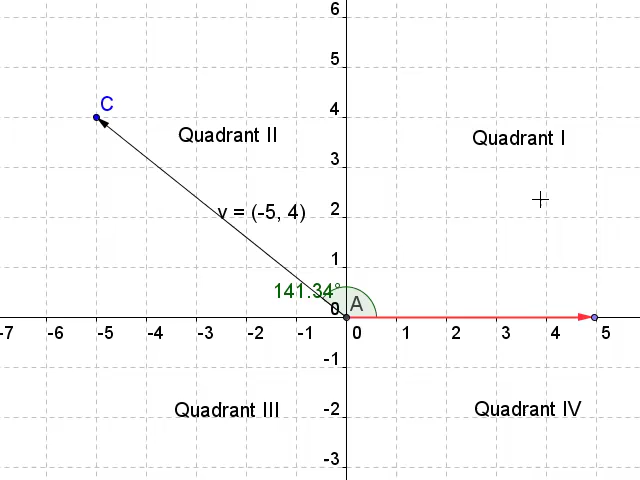 6
5
C
4
Quadrant II
Quadrant I
3
v = (-5, 4)
2
1
141.34°
A
0
-7 -6 -5 -4 -3 -2 -1 0 1 2 3 4 5
-1
Quadrant III
-2
Quadrant IV
-3